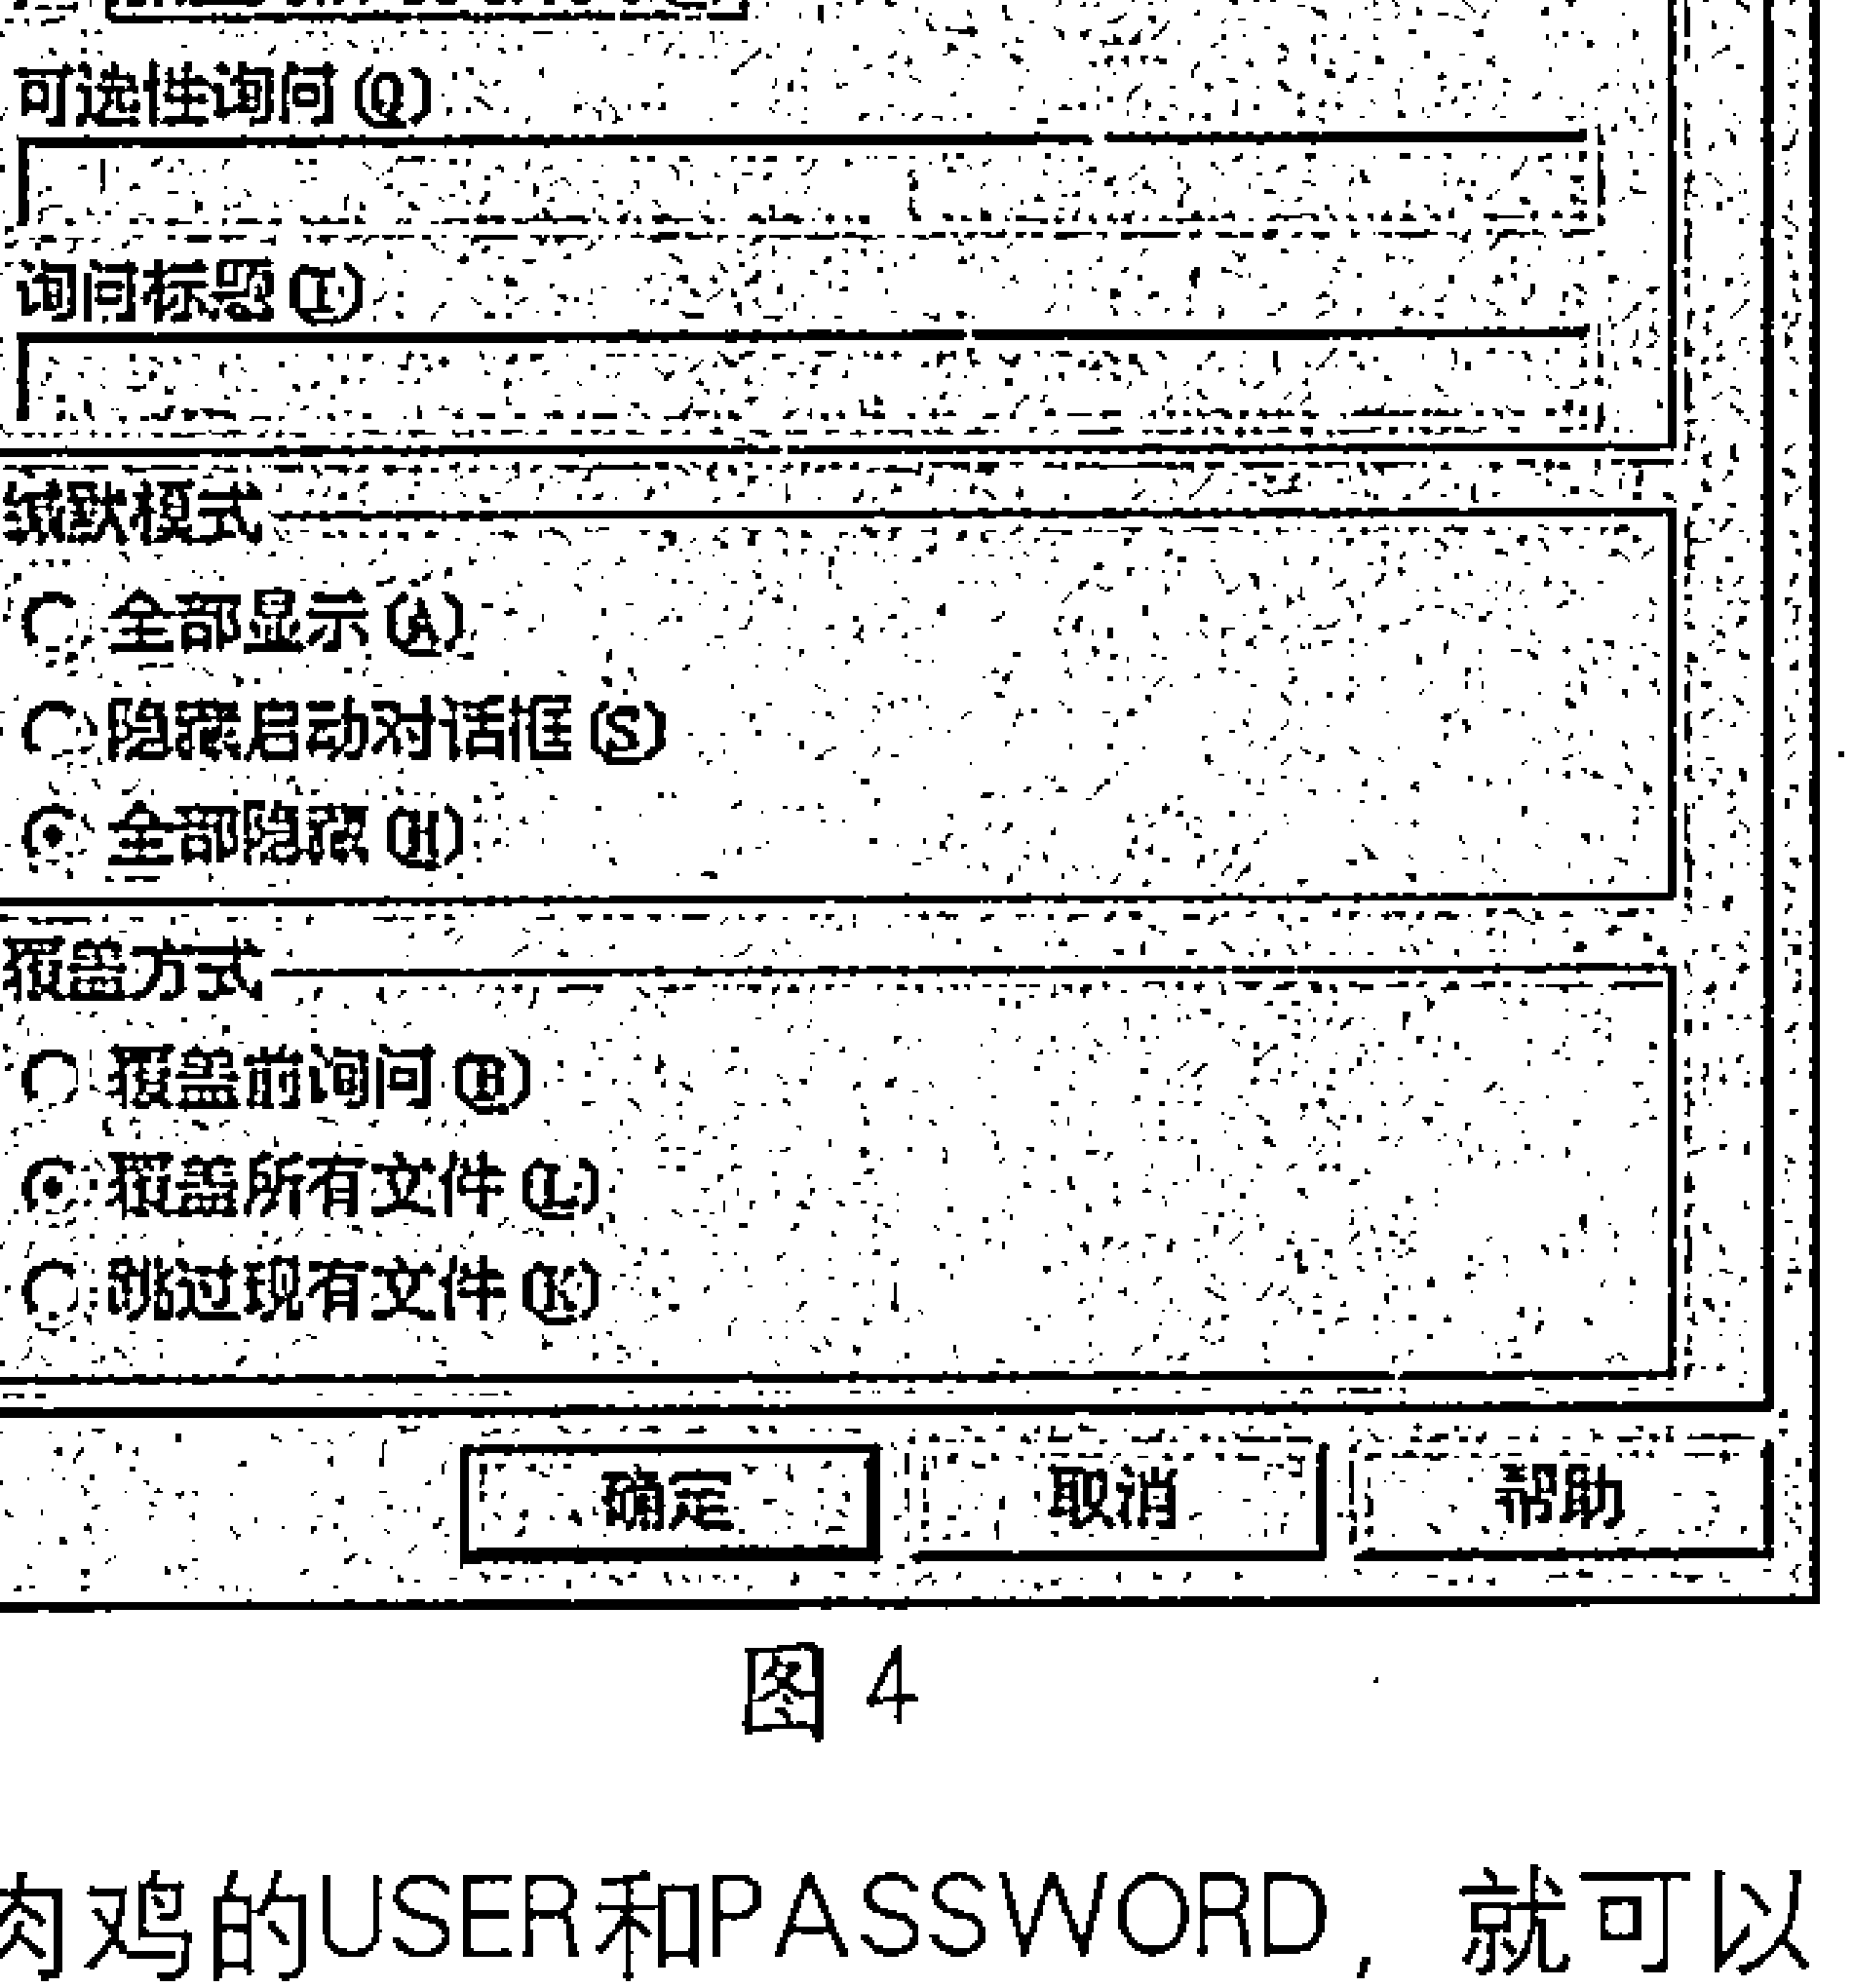 可选性询问(Q)
询问标题(T)
缄默模式
全部显示(A)
隐藏启动对话框(S)
全部隐藏(H)
覆盖方式
覆盖前询问(B)
覆盖所有文件(L)
跳过现有文件(K)
确定 取消 帮助
图 4
肉鸡的USER和PASSWORD，就可以